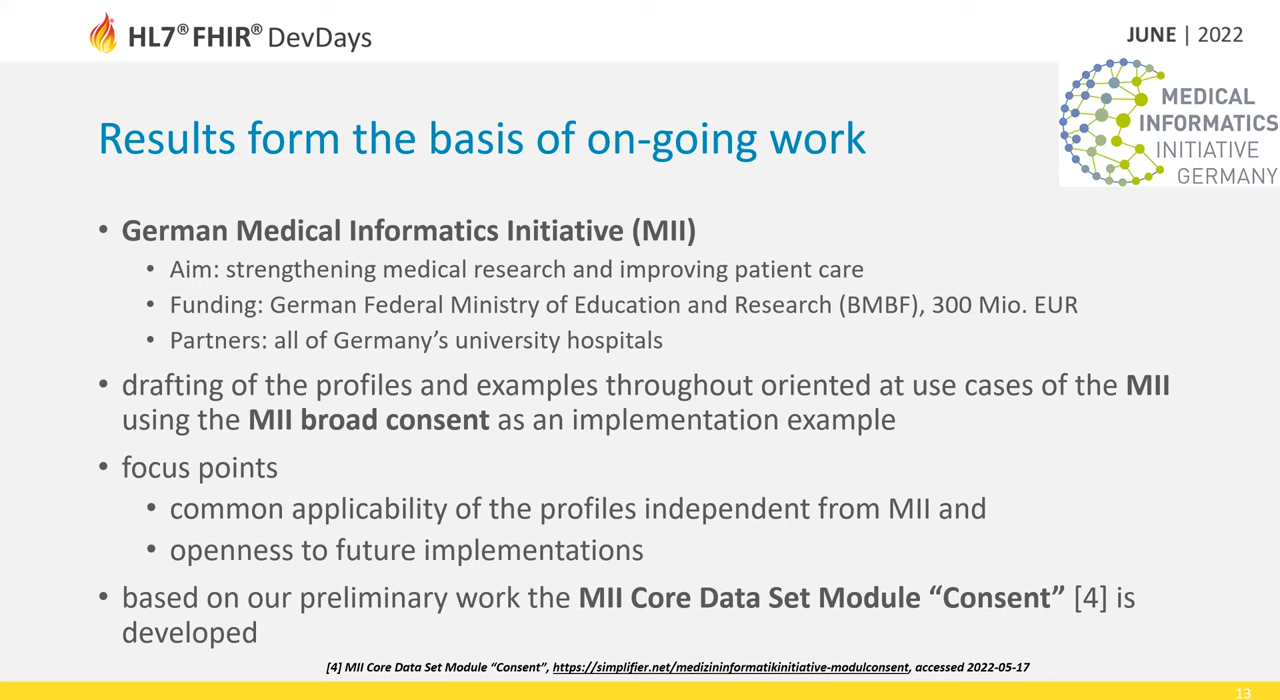 HL7® FHIR® DevDays
JUNE | 2022
MEDICAL
INFORMATICS
INITIATIVE
GERMANY
Results form the basis of on-going work
• German Medical Informatics Initiative (MII)
• Aim: strengthening medical research and improving patient care
• Funding: German Federal Ministry of Education and Research (BMBF), 300 Mio. EUR
• Partners: all of Germany’s university hospitals
• drafting of the profiles and examples throughout oriented at use cases of the MII
using the MII broad consent as an implementation example
• focus points
• common applicability of the profiles independent from MII and
• openness to future implementations
• based on our preliminary work the MII Core Data Set Module “Consent” [4] is
developed
[4] MII Core Data Set Module “Consent”, https://simplifier.net/medizininformatikinitiative-modulconsent, accessed 2022-05-17
13